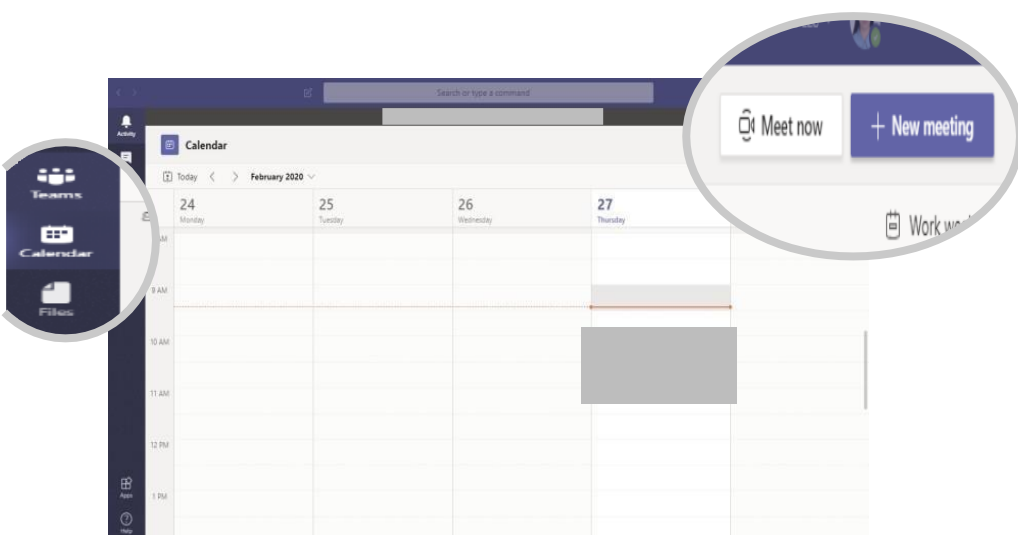 Search or type a command
Meet now
+ New meeting
Activity
Calendar
Teams
Today
February 2020
24
25
26
27
Monday
Tuesday
Wednesday
Thursday
Work
Calendar
9 AM
Files
10 AM
11 AM
12 PM
Apps
1 PM
Help